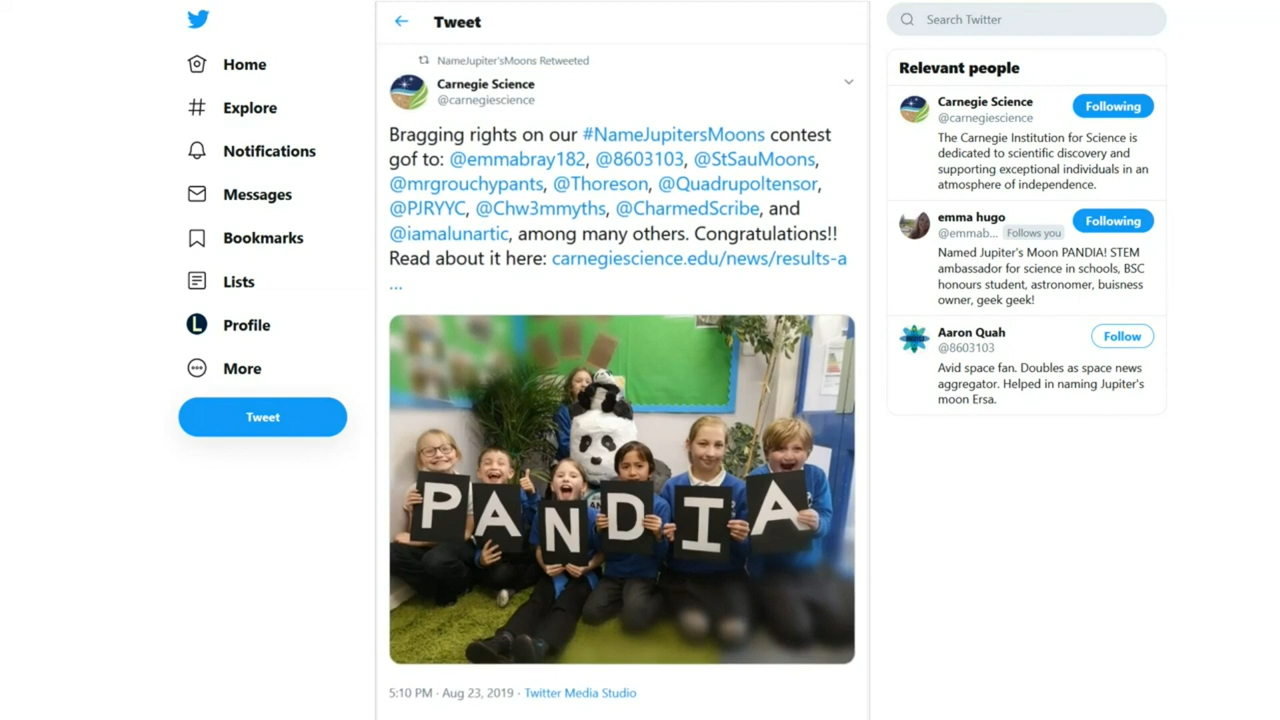 Home
Explore
Notifications
Messages
Bookmarks
Lists
L Profile
More
Tweet
Tweet
NameJupiter'sMoons Retweeted
Carnegie Science
@carnegiescience
Bragging rights on our #NameJupitersMoons contest
gof to: @emmabray182, @8603103, @StSauMoons,
@mrgrouchypants, @Thoreson, @Quadrupoltensor,
@PJRYYC, @Chw3mmyths, @CharmedScribe, and
@iamalunartic, among many others. Congratulations!!
Read about it here: carnegiescience.edu/news/results-a
...
PANDIA
5:10 PM · Aug 23, 2019 · Twitter Media Studio
Search Twitter
Relevant people
Carnegie Science
@carnegiescience
Following
The Carnegie Institution for Science is
dedicated to scientific discovery and
supporting exceptional individuals in an
atmosphere of independence.
emma hugo
@emmab... Follows you
Following
Named Jupiter's Moon PANDIA! STEM
ambassador for science in schools, BSC
honours student, astronomer, buisness
owner, geek geek!
Aaron Quah
@8603103
Follow
Avid space fan. Doubles as space news
aggregator. Helped in naming Jupiter's
moon Ersa.